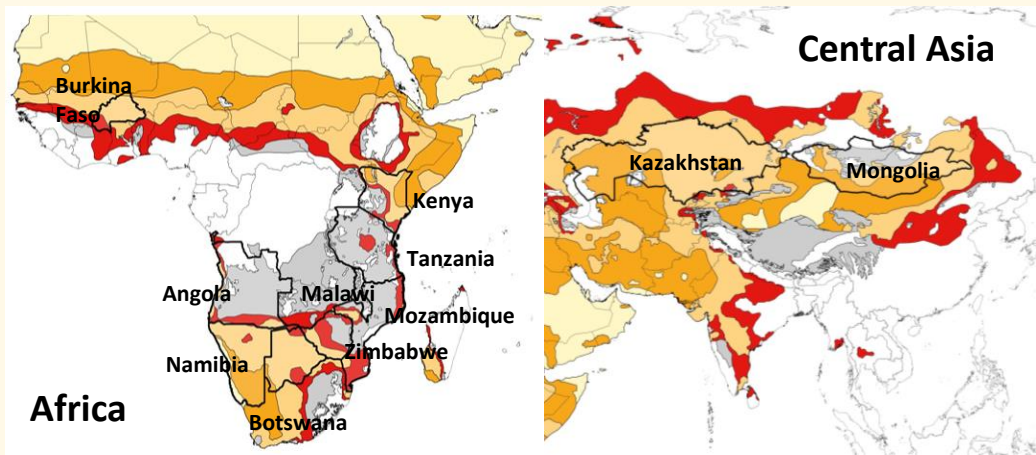 Burkina
Faso
Kenya
Tanzania
Angola
Malawi
Mozambique
Namibia
Zimbabwe
Botswana
Africa
Central Asia
Kazakhstan
Mongolia